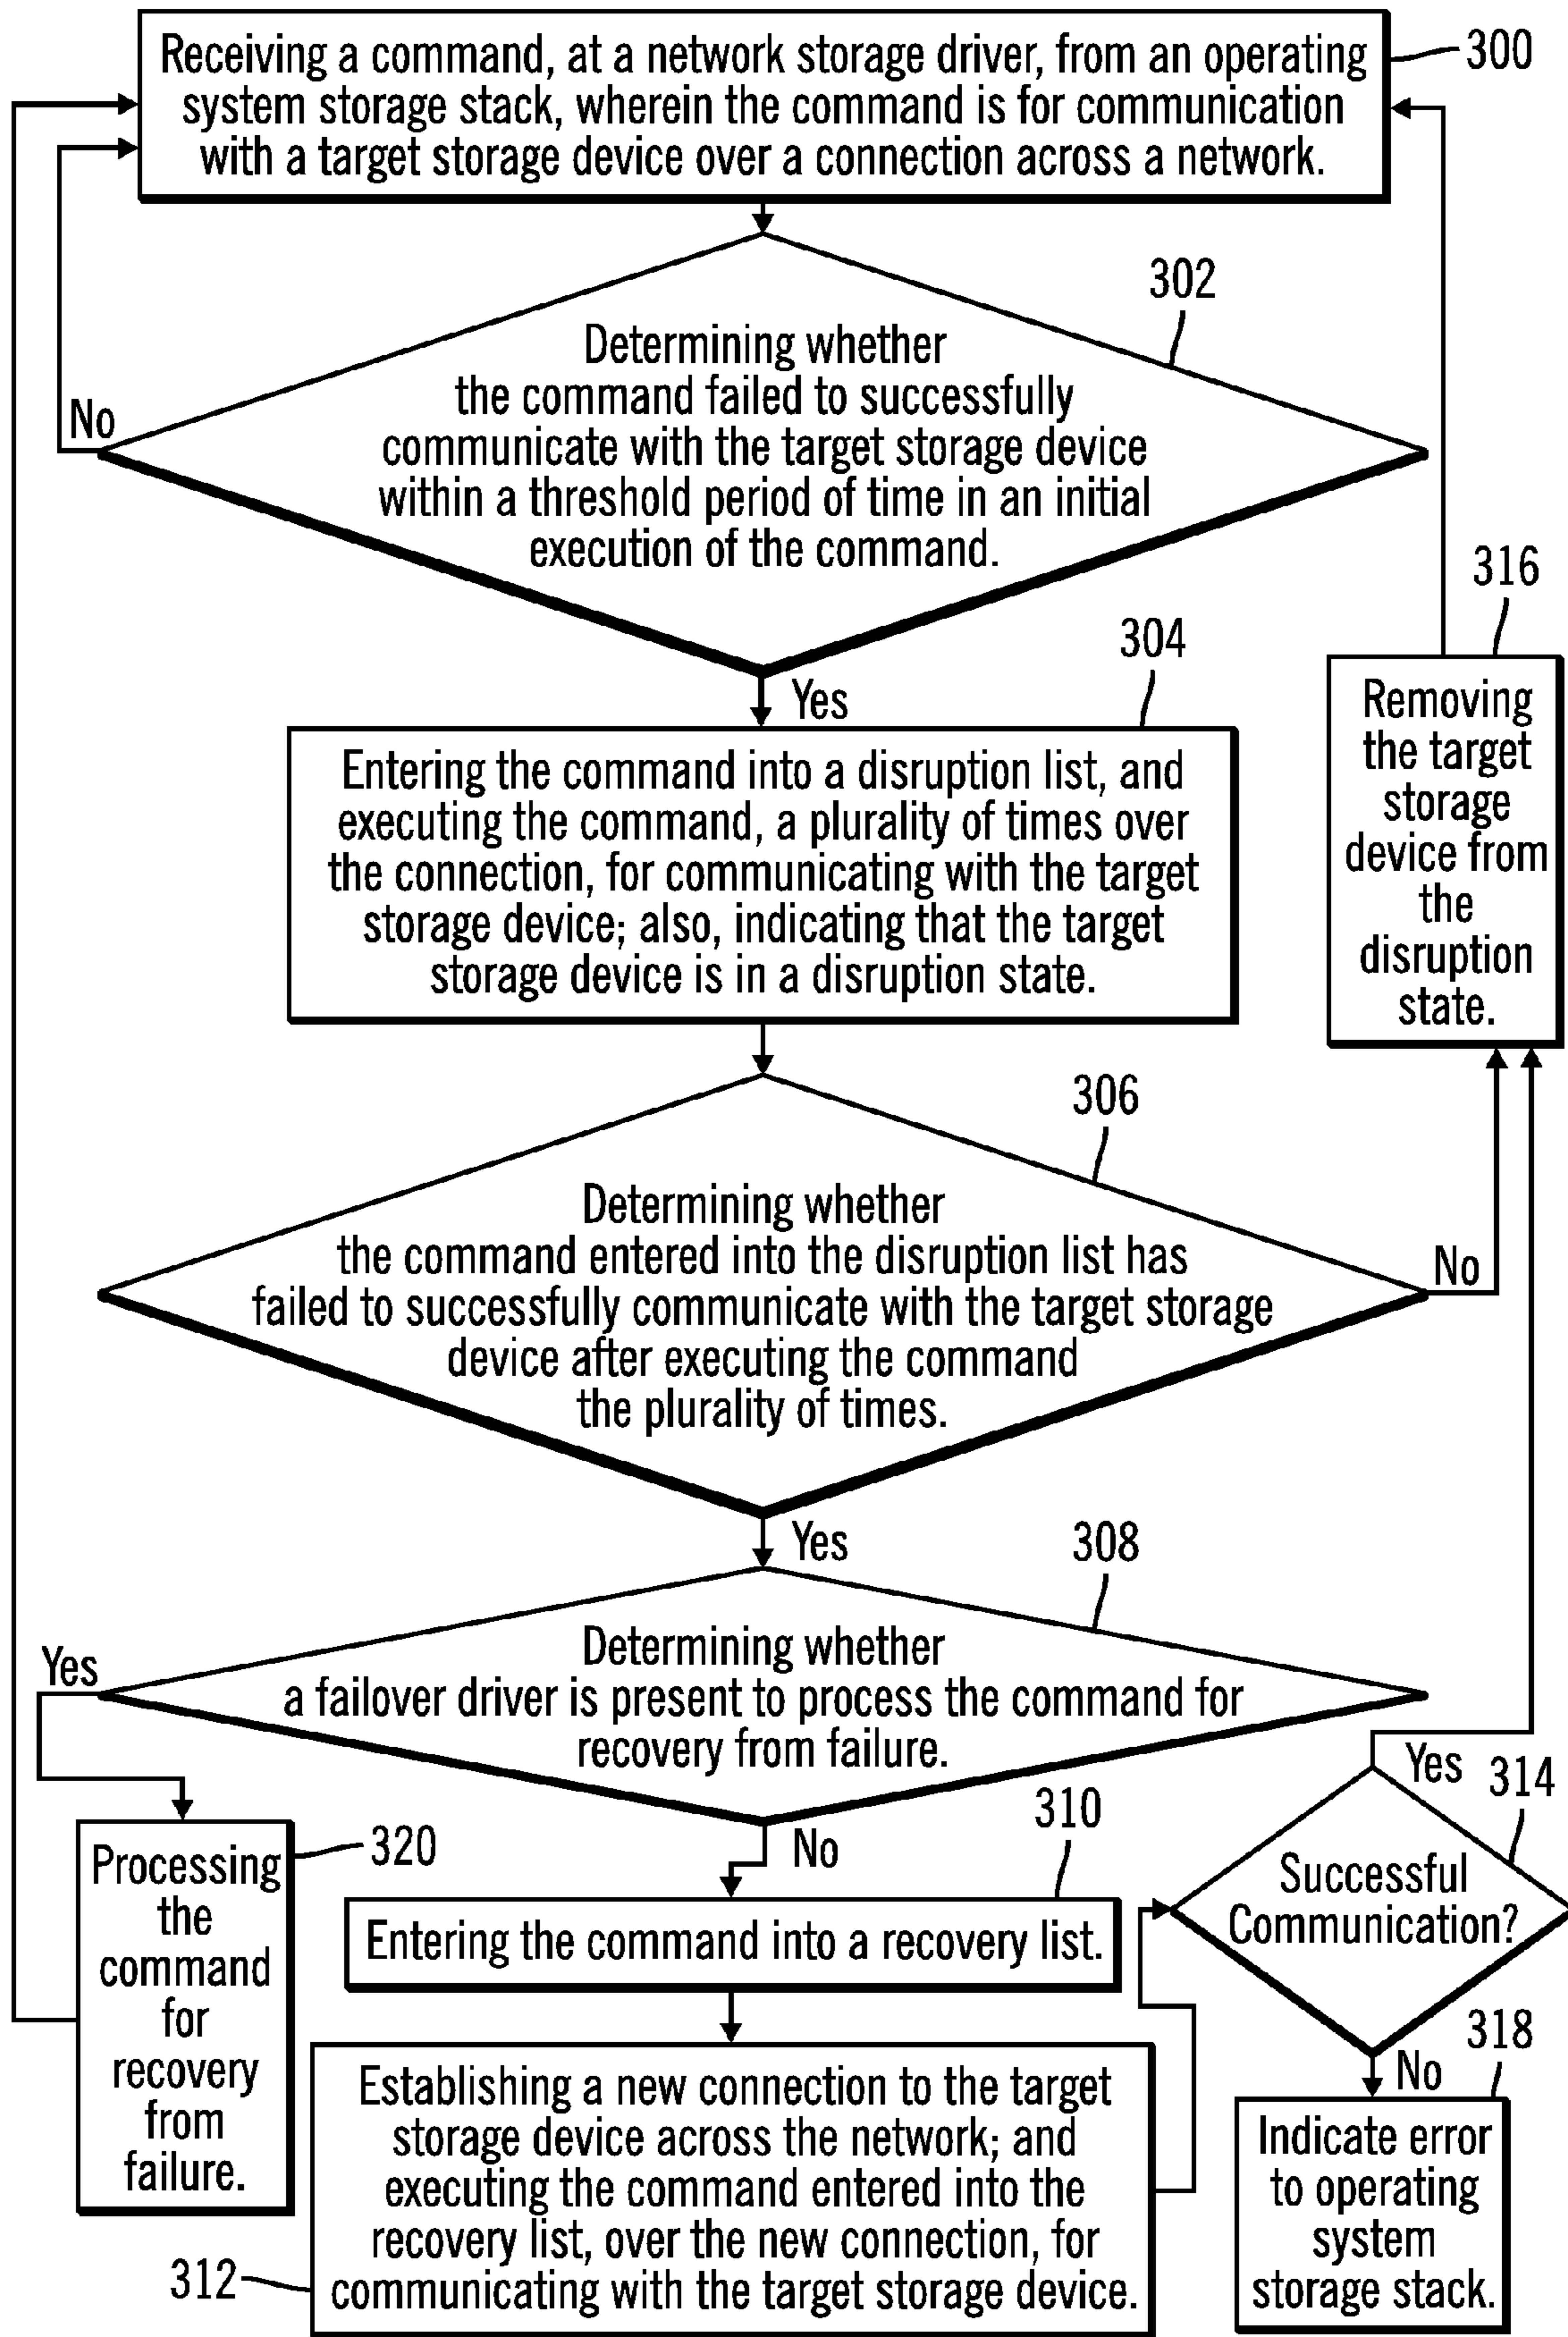 Receiving a command, at a network storage driver, from an operating
system storage stack, wherein the command is for communication
with a target storage device over a connection across a network.
300
302
Determining whether
the command failed to successfully
communicate with the target storage device
within a threshold period of time in an initial
execution of the command.
No
Yes
304
Entering the command into a disruption list, and
executing the command, a plurality of times over
the connection, for communicating with the target
storage device; also, indicating that the target
storage device is in a disruption state.
316
Removing
the target
storage
device from
the
disruption
state.
306
Determining whether
the command entered into the disruption list has
failed to successfully communicate with the target storage
device after executing the command
the plurality of times.
No
Yes
308
Determining whether
a failover driver is present to process the command for
recovery from failure.
Yes
No
320
Processing
the
command
for
recovery
from
failure.
310
Entering the command into a recovery list.
312
Establishing a new connection to the target
storage device across the network; and
executing the command entered into the
recovery list, over the new connection, for
communicating with the target storage device.
Yes
314
Successful
Communication?
No
318
Indicate error
to operating
system
storage stack.